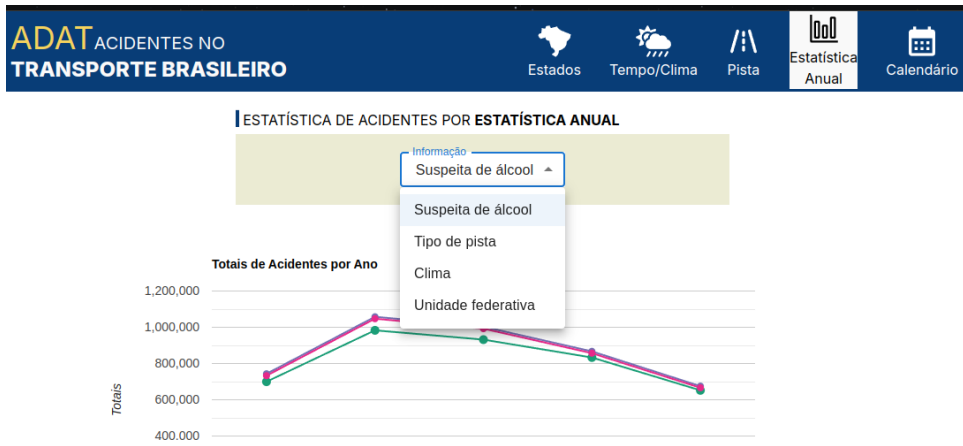 ADAT ACIDENTES NO
TRANSPORTE BRASILEIRO
Estados
Tempo/Clima
Pista
Estatística
Anual
Calendário
ESTATÍSTICA DE ACIDENTES POR ESTATÍSTICA ANUAL
Informação
Suspeita de álcool
Suspeita de álcool
Tipo de pista
Clima
Unidade federativa
Totais de Acidentes por Ano
1,200,000
1,000,000
800,000
600,000
400,000
Totais